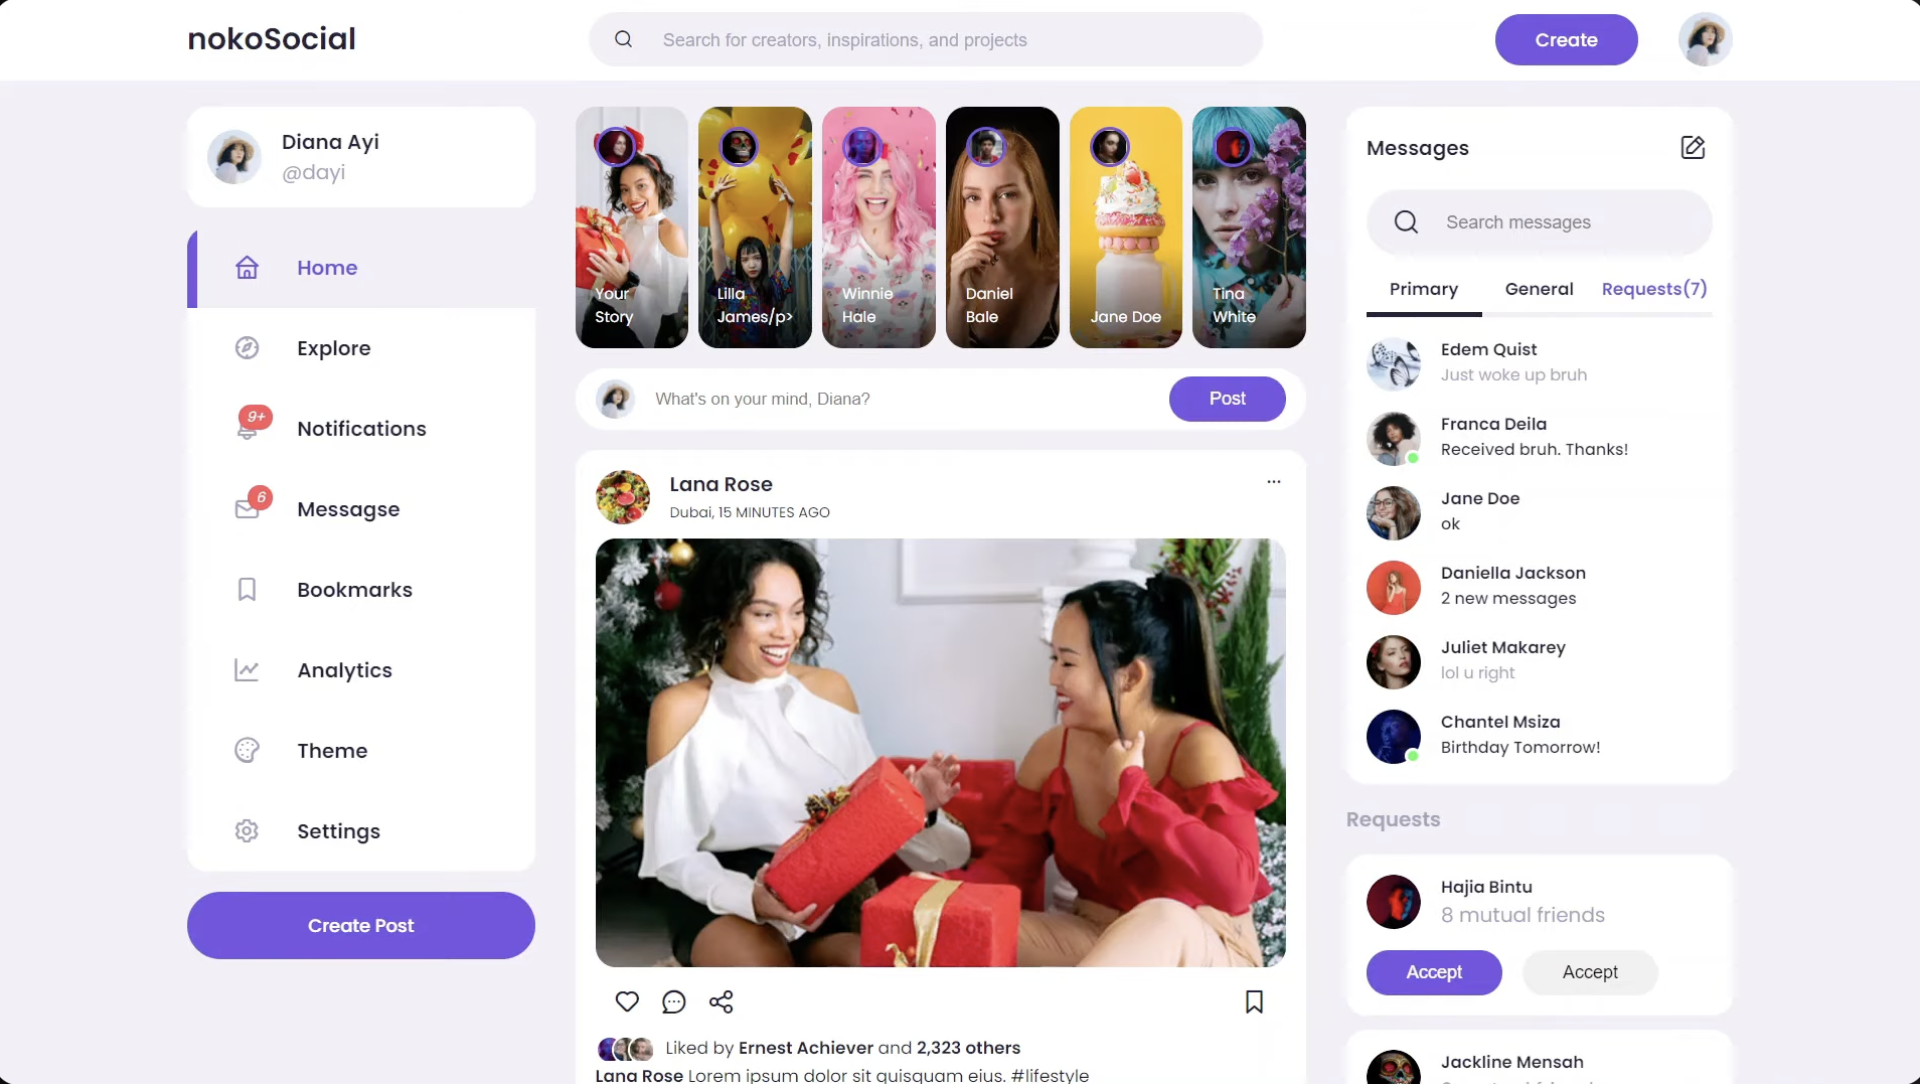 nokoSocial
Search for creators, inspirations, and projects
Create
Diana Ayi
@dayi
Home
Explore
9+
Notifications
6
Messagse
Bookmarks
Analytics
Theme
Settings
Create Post
Your
Story
Lilla
James/p>
Winnie
Hale
Daniel
Bale
Jane Doe
Tina
White
What's on your mind, Diana?
Post
Lana Rose
Dubai, 15 MINUTES AGO
Liked by Ernest Achiever and 2,323 others
Lana Rose Lorem ipsum dolor sit quisquam eius. #lifestyle
Messages
Search messages
Primary General Requests(7)
Edem Quist
Just woke up bruh
Franca Deila
Received bruh. Thanks!
Jane Doe
ok
Daniella Jackson
2 new messages
Juliet Makarey
lol u right
Chantel Msiza
Birthday Tomorrow!
Requests
Hajia Bintu
8 mutual friends
Accept Accept
Jackline Mensah